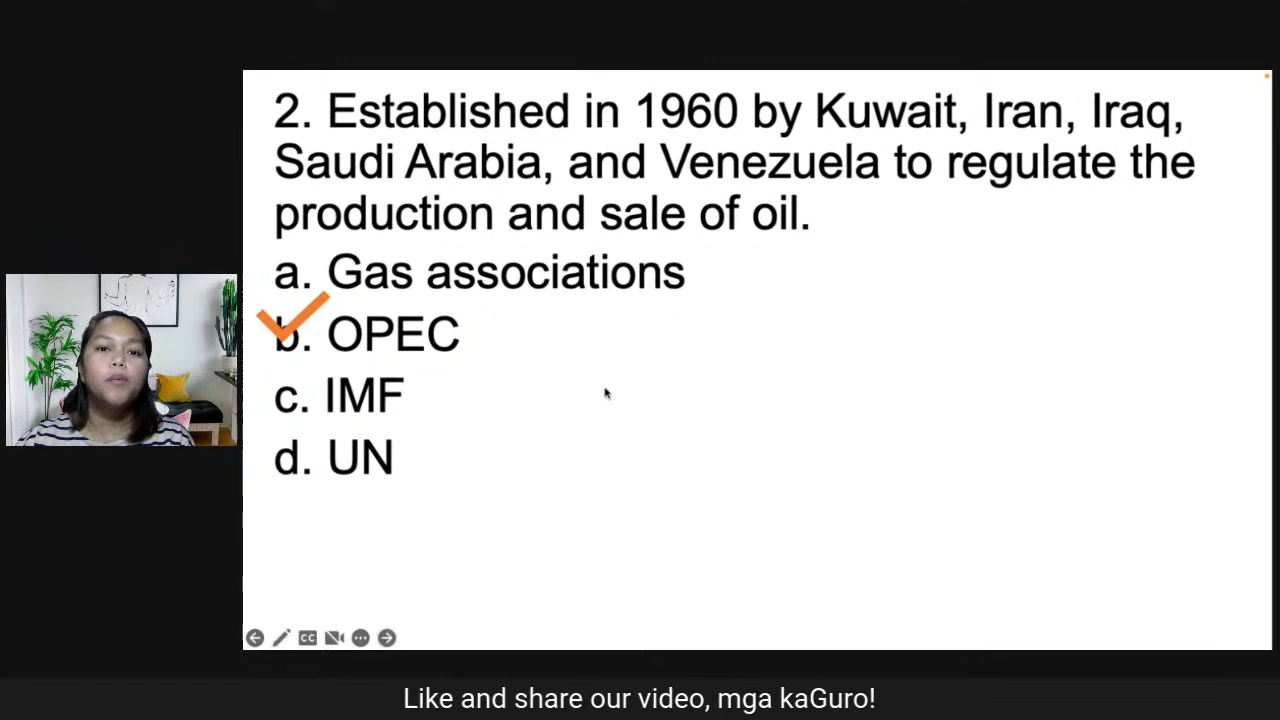 2. Established in 1960 by Kuwait, Iran, Iraq,
Saudi Arabia, and Venezuela to regulate the
production and sale of oil.
a. Gas associations
b. OPEC
c. IMF
d. UN
CC
Like and share our video, mga kaGuro!